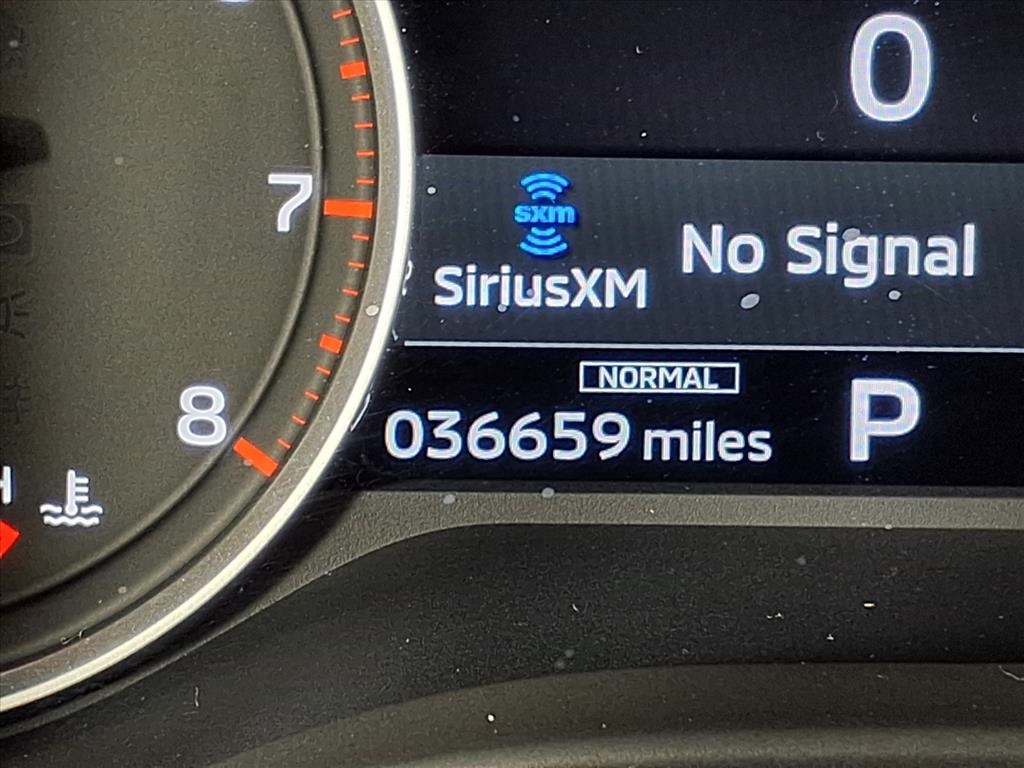 0
7
sxm
SiriusXM
No Signal
NORMAL
8
036659 miles
P
H